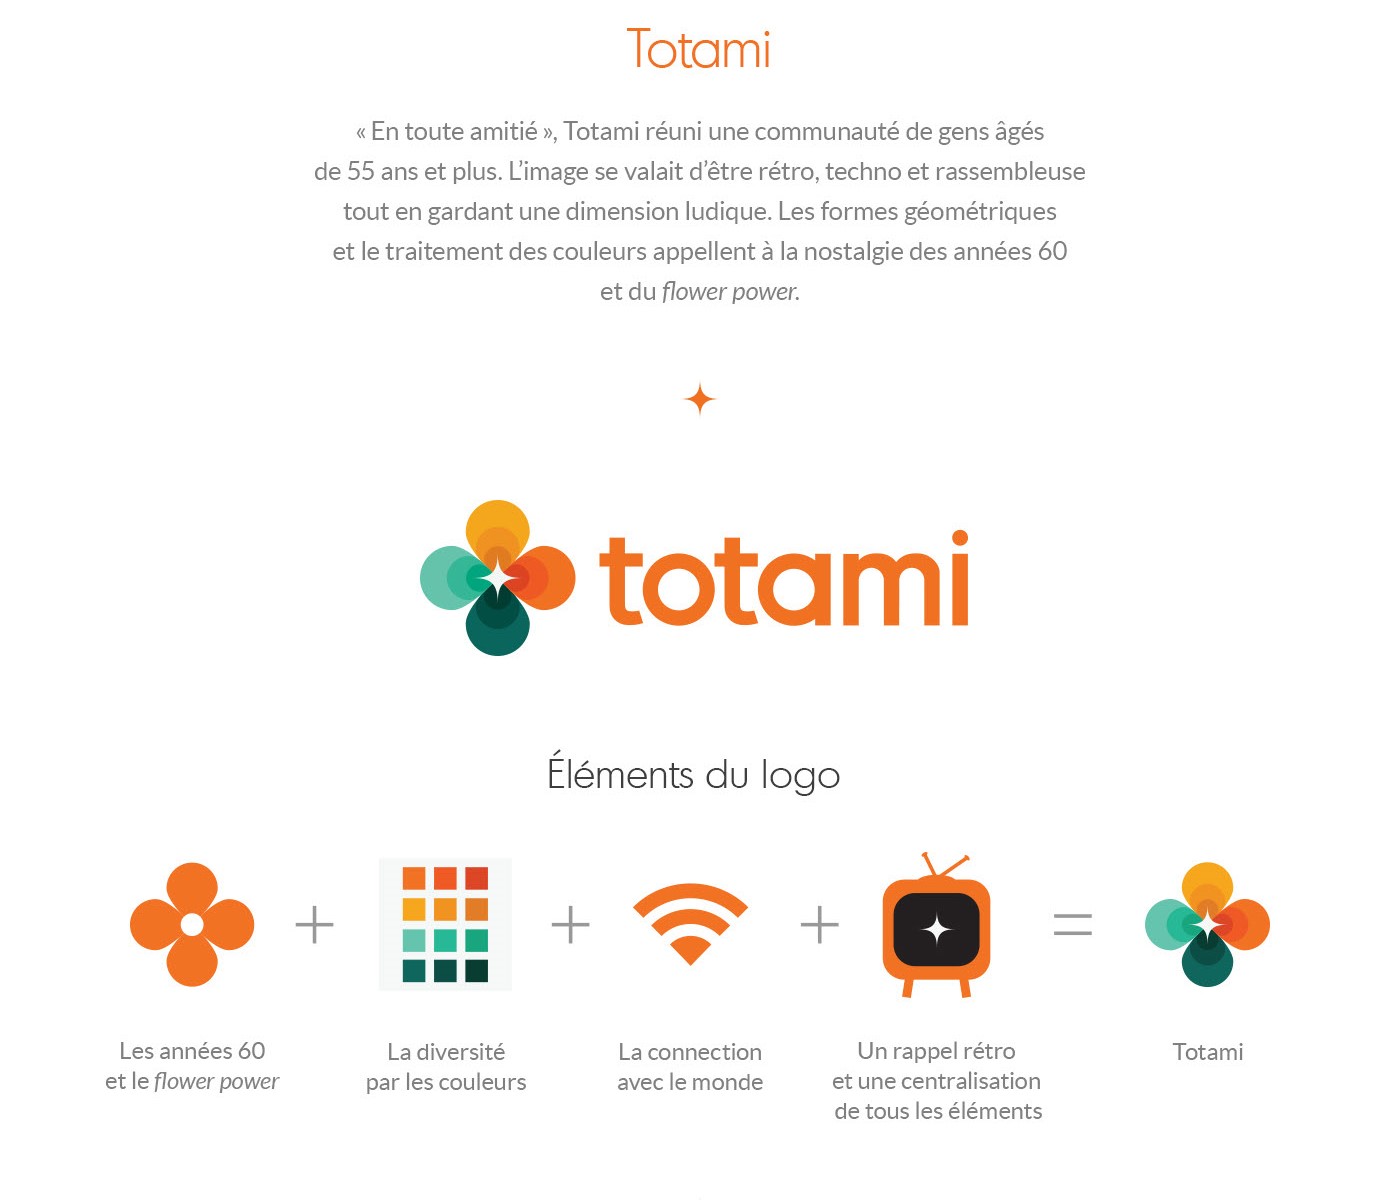 Totami
« En toute amitié », Totami réuni une communauté de gens âgés
de 55 ans et plus. L’image se valait d’être rétro, techno et rassembleuse
tout en gardant une dimension ludique. Les formes géométriques
et le traitement des couleurs appellent à la nostalgie des années 60
et du flower power.
totami
Éléments du logo
+
+
+
=
Les années 60
et le flower power
La diversité
par les couleurs
La connection
avec le monde
Un rappel rétro
et une centralisation
de tous les éléments
Totami